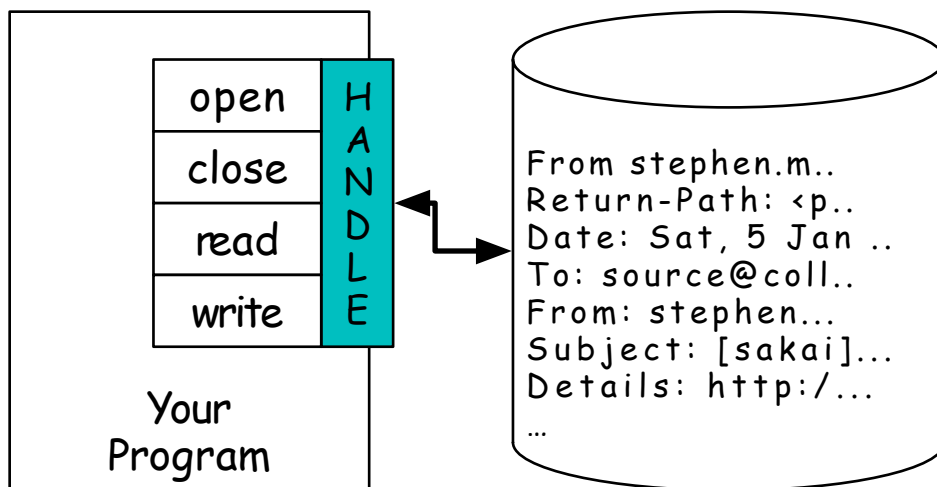 open
close
read
write
HANDLE
Your
Program
From stephen.m..
Return-Path: <p..
Date: Sat, 5 Jan ..
To: source@coll..
From: stephen...
Subject: [sakai]...
Details: http:/...
…